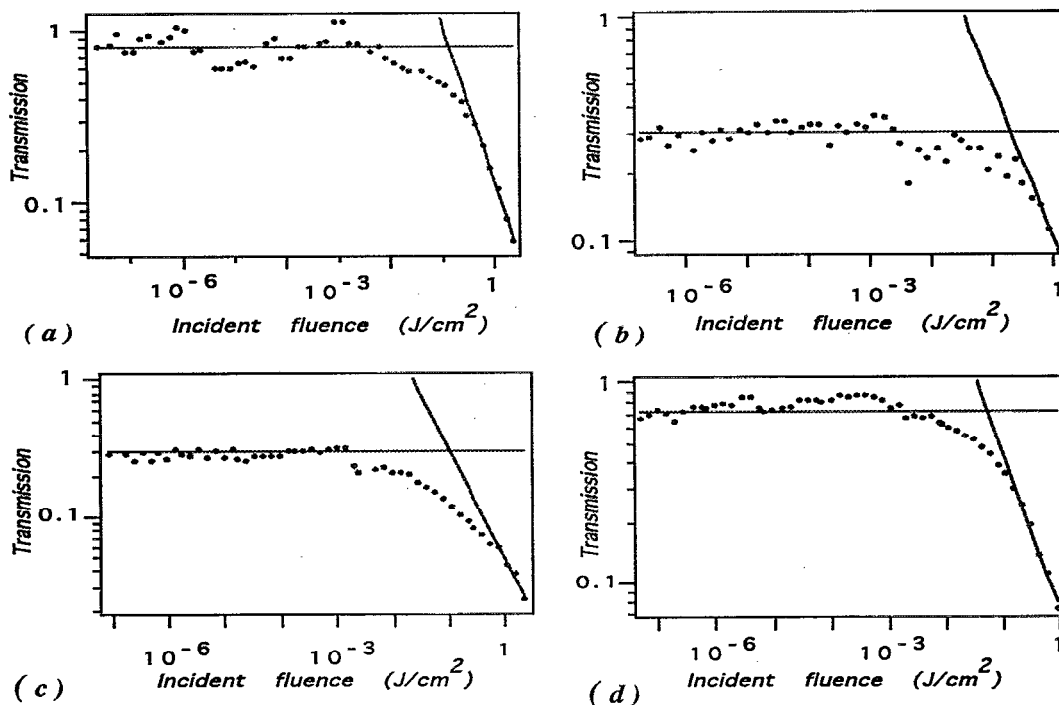 1
0.1
Transmission
10-6 10-3 1
Incident fluence (J/cm2)
(a)
1
0.1
Transmission
10-6 10-3 1
Incident fluence (J/cm2)
(b)
1
0.1
Transmission
10-6 10-3 1
Incident fluence (J/cm2)
(c)
1
0.1
Transmission
10-6 10-3 1
Incident fluence (J/cm2)
(d)